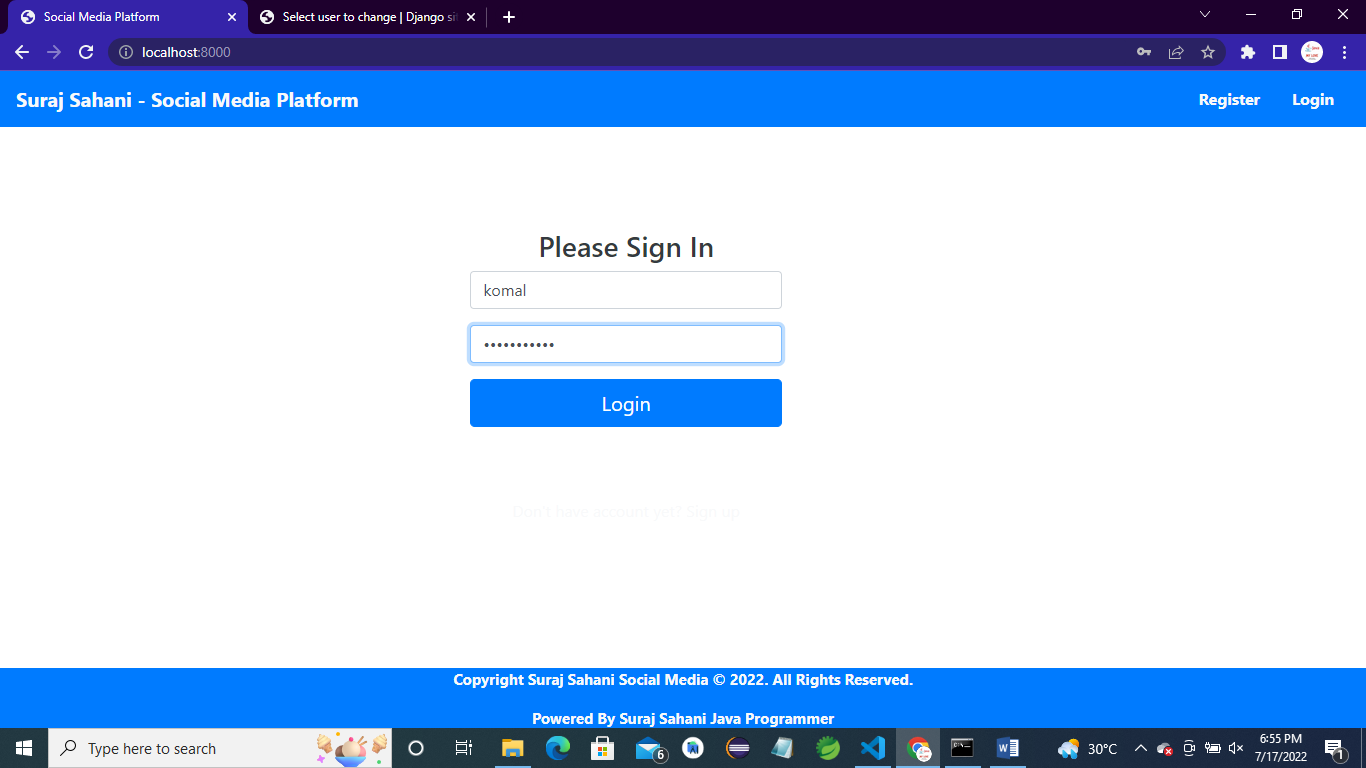 Social Media Platform
Select user to change | Django si
localhost:8000
Suraj Sahani - Social Media Platform
Register
Login
Please Sign In
komal
•••••••••••
Login
Don't have account yet? Sign up
Copyright Suraj Sahani Social Media © 2022. All Rights Reserved.
Powered By Suraj Sahani Java Programmer
Type here to search
6
30°C
6:55 PM
7/17/2022
1